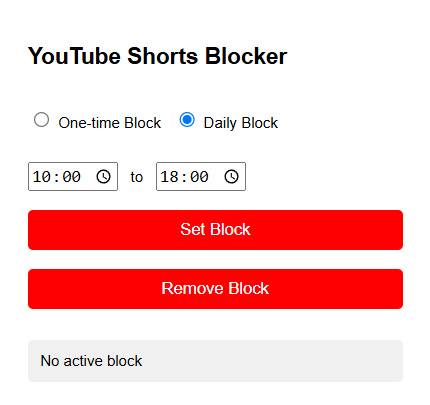 YouTube Shorts Blocker
One-time Block Daily Block
10:00 to 18:00
Set Block
Remove Block
No active block